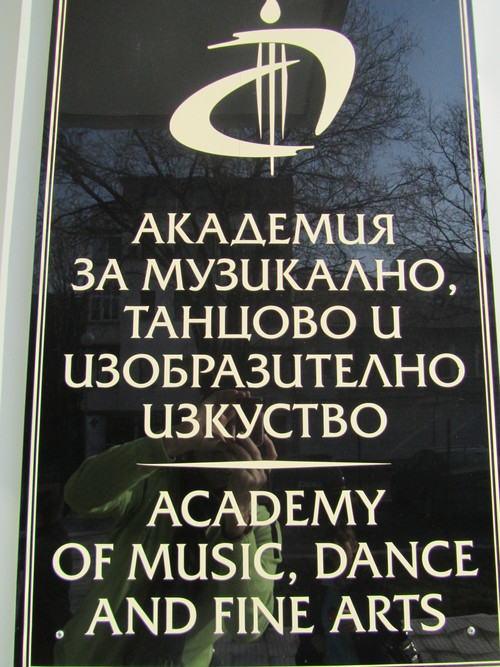 АКАДЕМИЯ
ЗА МУЗИКАЛНО,
ТАНЦОВО И
ИЗОБРАЗИТЕЛНО
ИЗКУСТВО
ACADEMY
OF MUSIC, DANCE
AND FINE ARTS